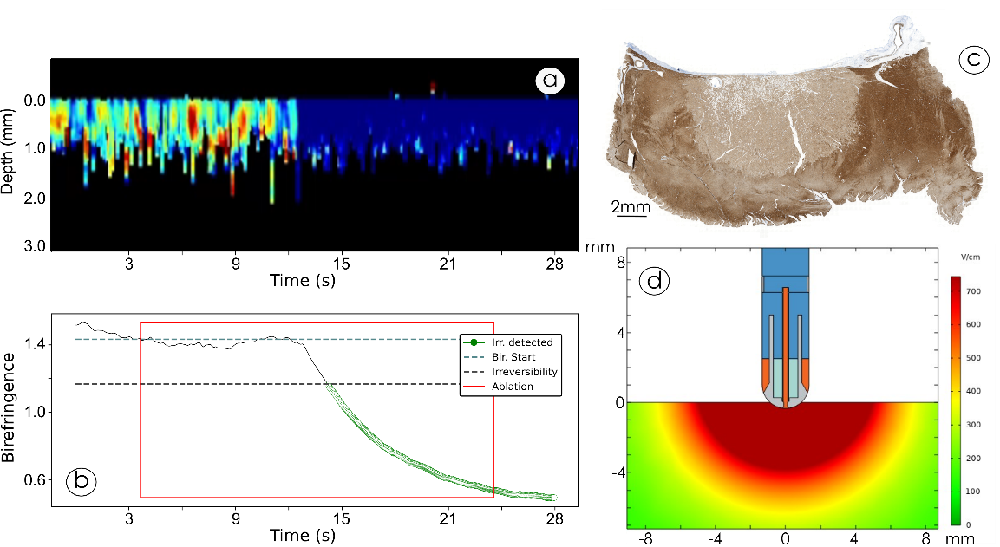 a
0.0
1.0
2.0
3.0
Depth (mm)
3 9 15 21 28
Time (s)
b
1.4
1.0
0.6
Birefringence
Irr. detected
Bir. Start
Irreversibility
Ablation
3 9 15 21 28
Time (s)
c
2mm
d
mm
8
4
0
-4
-8 -4 0 4 8 mm
V/cm
700
600
500
400
300
200
100
0